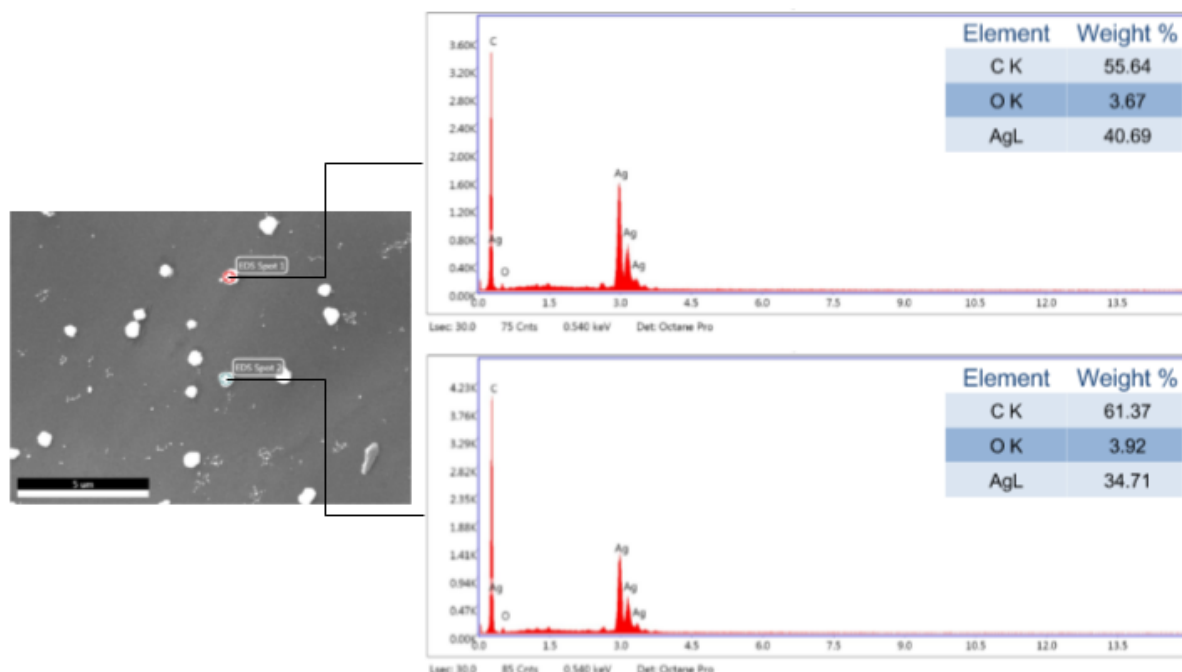 EDS Spot 1
EDS Spot 2
5 um
3.60K
3.20K
2.80K
2.40K
2.00K
1.60K
1.20K
0.80K
0.40K
0.00K
C
Ag
O
Ag
Ag
Ag
0.0 1.5 3.0 4.5 6.0 7.5 9.0 10.5 12.0 13.5
Lsec: 30.0 75 Cnts 0.540 keV Det: Octane Pro
Element Weight %
C K 55.64
O K 3.67
AgL 40.69
4.23K
3.76K
3.29K
2.82K
2.35K
1.88K
1.41K
0.94K
0.47K
0.00K
C
Ag
O
Ag
Ag
Ag
0.0 1.5 3.0 4.5 6.0 7.5 9.0 10.5 12.0 13.5
Lsec: 30.0 85 Cnts 0.540 keV Det: Octane Pro
Element Weight %
C K 61.37
O K 3.92
AgL 34.71